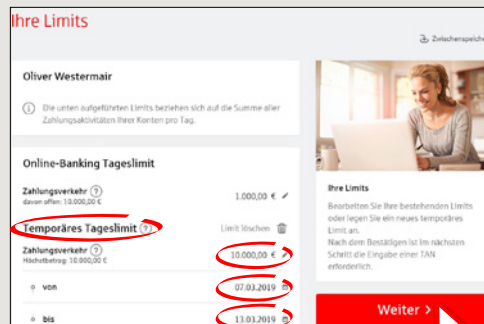 Ihre Limits
Zwischenspeiche
Oliver Westermair
Die unten aufgeführten Limits beziehen sich auf die Summe aller
Zahlungsaktivitäten Ihrer Konten pro Tag.
Online-Banking Tageslimit
Zahlungsverkehr ?
davon offen: 10.000,00 €
1.000,00 €
Temporäres Tageslimit ?
Limit löschen
Zahlungsverkehr ?
Höchstbetrag: 10.000,00 €
10.000,00 €
von
07.03.2019
bis
13.03.2019
Ihre Limits
Bearbeiten Sie Ihre bestehenden Limits
oder legen Sie ein neues temporäres
Limit an.
Nach dem Bestätigen ist im nächsten
Schritt die Eingabe einer TAN
erforderlich.
Weiter >